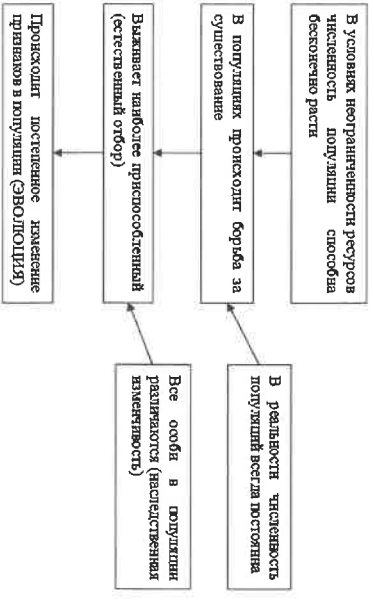 В условиях неограниченности ресурсов
численность популяции способна
бесконечно расти
В реальности численность
популяций всегда постоянна
В популяциях происходит борьба за
существование
Все особи в популяции
различаются (наследственная
изменчивость)
Выживает наиболее приспособленный
(естественный отбор)
Происходит постепенное изменение
признаков в популяции (ЭВОЛЮЦИЯ)